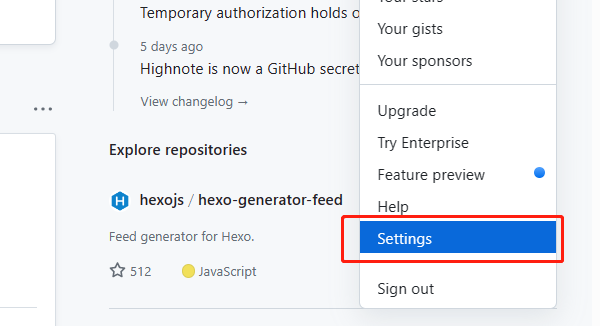 Temporary authorization holds o
5 days ago
Highnote is now a GitHub secret
View changelog →
Explore repositories
hexojs / hexo-generator-feed
Feed generator for Hexo.
512 JavaScript
Your stars
Your gists
Your sponsors
Upgrade
Try Enterprise
Feature preview
Help
Settings
Sign out